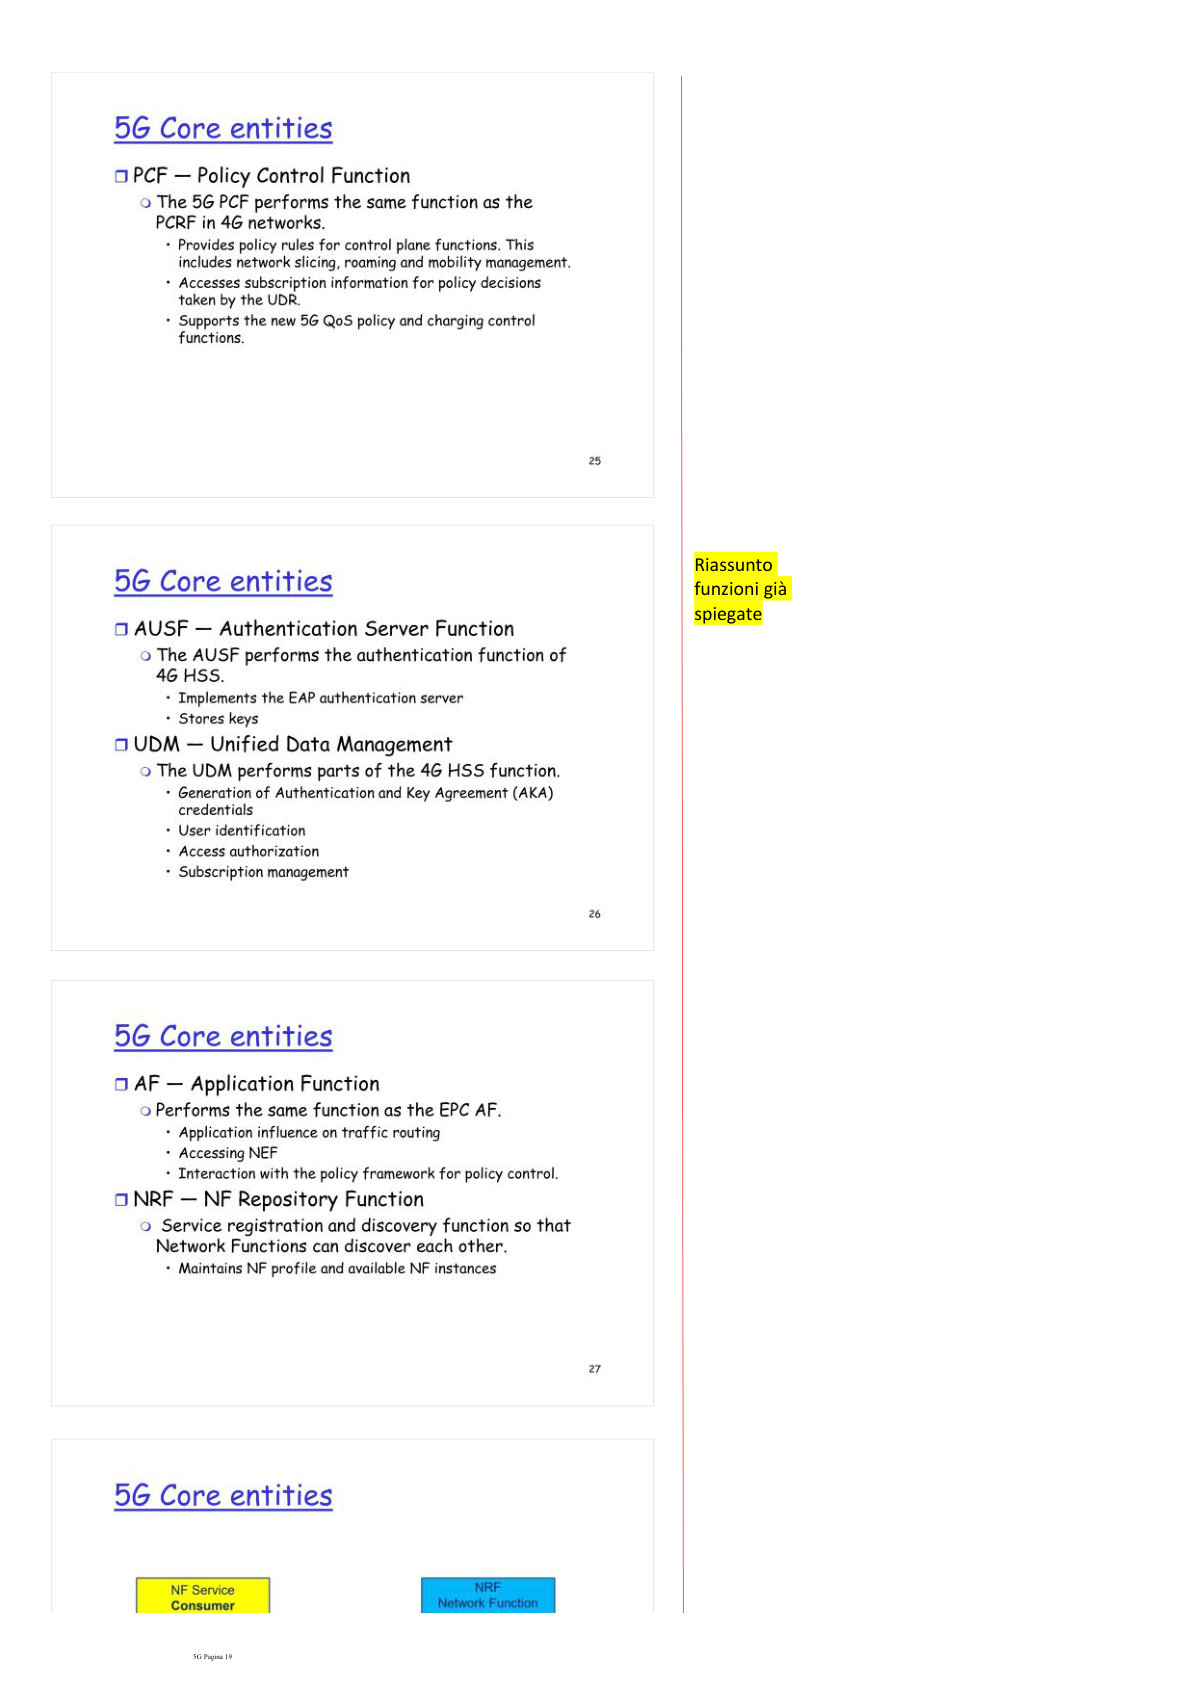 5G Core entities
❒ PCF — Policy Control Function
❍ The 5G PCF performs the same function as the
PCRF in 4G networks.
• Provides policy rules for control plane functions. This
includes network slicing, roaming and mobility management.
• Accesses subscription information for policy decisions
taken by the UDR.
• Supports the new 5G QoS policy and charging control
functions.
25
5G Core entities
❒ AUSF — Authentication Server Function
❍ The AUSF performs the authentication function of
4G HSS.
• Implements the EAP authentication server
• Stores keys
❒ UDM — Unified Data Management
❍ The UDM performs parts of the 4G HSS function.
• Generation of Authentication and Key Agreement (AKA)
credentials
• User identification
• Access authorization
• Subscription management
26
Riassunto
funzioni già
spiegate
5G Core entities
❒ AF — Application Function
❍ Performs the same function as the EPC AF.
• Application influence on traffic routing
• Accessing NEF
• Interaction with the policy framework for policy control.
❒ NRF — NF Repository Function
❍ Service registration and discovery function so that
Network Functions can discover each other.
• Maintains NF profile and available NF instances
27
5G Core entities
NF Service
Consumer
NRF
Network Function
5G Pagina 19